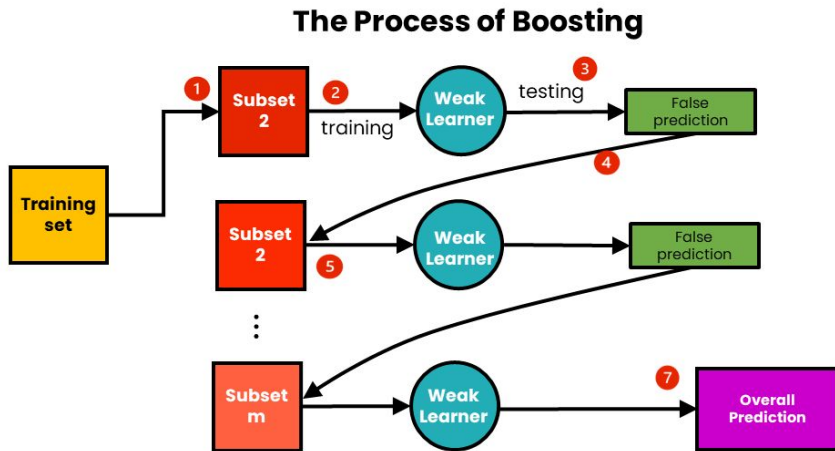 The Process of Boosting
1
Subset
2
2
training
Weak
Learner
3
testing
False
prediction
4
Training
set
Subset
2
5
Weak
Learner
False
prediction
Subset
m
Weak
Learner
7
Overall
Prediction